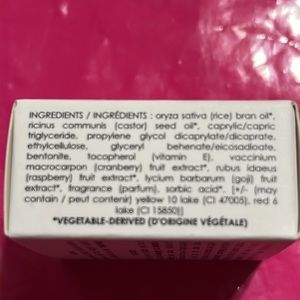 INGREDIENTS / INGRÉDIENTS : oryza sativa (rice) bran oil*,
ricinus communis (castor) seed oil*, caprylic/capric
triglyceride, propylene glycol dicaprylate/dicaprate,
ethylcellulose, glyceryl behenate/eicosadioate,
bentonite, tocopherol (vitamin E), vaccinium
macrocarpon (cranberry) fruit extract*, rubus idaeus
(raspberry) fruit extract*, lycium barbarum (goji) fruit
extract*, fragrance (parfum), sorbic acid*. [+/- (may
contain / peut contenir) yellow 10 lake (CI 47005), red 6
lake (CI 15850)]
*VEGETABLE-DERIVED (D'ORIGINE VÉGÉTALE)